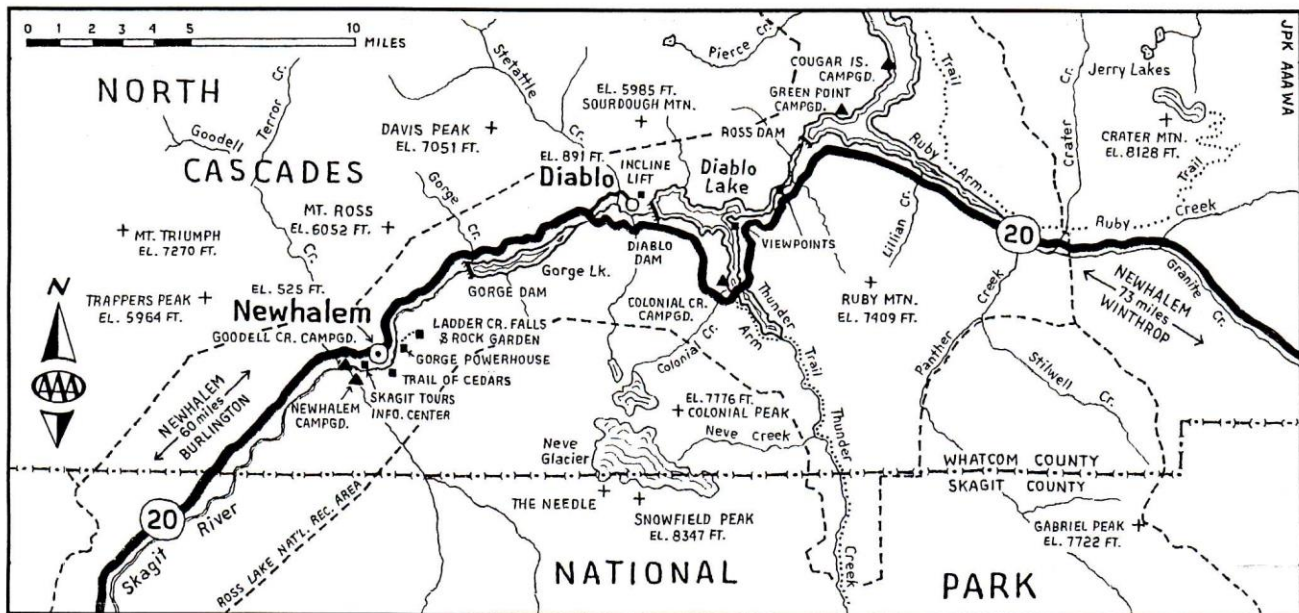 0 1 2 3 4 5 10
MILES
JPK AAA WA
NORTH
CASCADES
Goodell
Terror Cr.
Cr.
Stetattle
Cr.
Pierce Cr.
COUGAR IS.
CAMPGD.
GREEN POINT
CAMPGD.
Trail
Crater Cr.
Jerry Lakes
CRATER MTN.
EL. 8128 FT.
Trail
EL. 5985 FT.
SOURDOUGH MTN.
DAVIS PEAK
EL. 7051 FT.
ROSS DAM
EL. 891 FT.
Diablo
INCLINE
LIFT
Diablo
Lake
Ruby
Arm
Ruby
Creek
20
Granite
Cr.
Lillian Cr.
VIEWPOINTS
Gorge
Cr.
MT. ROSS
EL. 6052 FT.
MT. TRIUMPH
EL. 7270 FT.
TRAPPERS PEAK
EL. 5964 FT.
Gorge Lk.
GORGE DAM
DIABLO
DAM
COLONIAL CR.
CAMPGD.
Colonial Cr.
Thunder
Arm
Trail
Thunder
Creek
RUBY MTN.
EL. 7409 FT.
Creek
Panther
Stilwell
Cr.
NEWHALEM
73 miles
WINTHROP
N
AAA
EL. 525 FT.
Newhalem
GOODELL CR. CAMPGD.
LADDER CR. FALLS
& ROCK GARDEN
GORGE POWERHOUSE
TRAIL OF CEDARS
SKAGIT TOURS
INFO. CENTER
NEWHALEM
CAMPGD.
NEWHALEM
60 miles
BURLINGTON
EL. 7776 FT.
COLONIAL PEAK
Neve
Glacier
Neve Creek
WHATCOM COUNTY
SKAGIT COUNTY
THE NEEDLE
SNOWFIELD PEAK
EL. 8347 FT.
GABRIEL PEAK
EL. 7722 FT.
20
Skagit River
ROSS LAKE NAT'L. REC. AREA
NATIONAL PARK